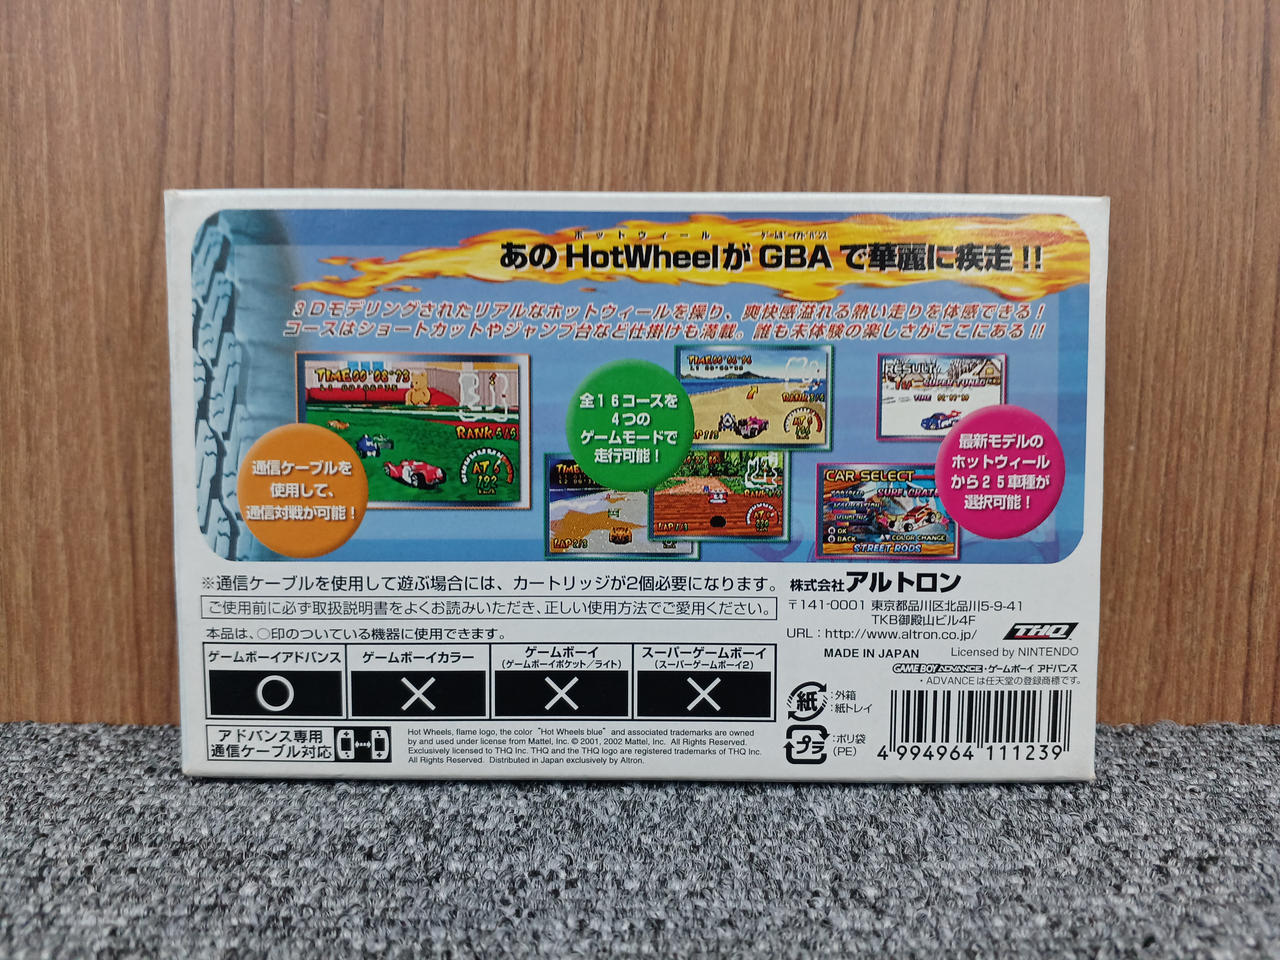 ホットウィール ゲームボーイアドバンス
あの HotWheelが GBA で華麗に疾走!!
3Dモデリングされたリアルなホットウィールを操り、爽快感溢れる熱い走りを体感できる!
コースはショートカットやジャンプ台など仕掛けも満載。誰も未体験の楽しさがここにある!!
TIME 00'08"73
RANK 5/5
AT 6
通信ケーブルを
使用して、
通信対戦が可能!
全16コースを
4つの
ゲームモードで
走行可能!
RESULT
SUPER TUNED
CAR SELECT
OK
BACK
COLOR CHANGE
STREET RODS
最新モデルの
ホットウィール
から25車種が
選択可能!
※通信ケーブルを使用して遊ぶ場合には、カートリッジが2個必要になります。
ご使用前に必ず取扱説明書をよくお読みいただき、正しい使用方法でご愛用ください。
本品は、○印のついている機器に使用できます。
ゲームボーイアドバンス
○
ゲームボーイカラー
×
ゲームボーイ
(ゲームボーイポケット/ライト)
×
スーパーゲームボーイ
(スーパーゲームボーイ2)
×
アドバンス専用
通信ケーブル対応
Hot Wheels, flame logo, the color "Hot Wheels blue" and associated trademarks are owned
by and used under license from Mattel, Inc. © 2001, 2002 Mattel, Inc. All Rights Reserved.
Exclusively licensed to THQ Inc. THQ and the THQ logo are registered trademarks of THQ Inc.
All Rights Reserved. Distributed in Japan exclusively by Altron.
株式会社 アルトロン
〒141-0001 東京都品川区北品川5-9-41
TKB御殿山ビル4F
URL : http://www.altron.co.jp/
THQ
MADE IN JAPAN
Licensed by NINTENDO
GAME BOY ADVANCE・ゲームボーイ アドバンス
・ADVANCEは任天堂の登録商標です。
紙
:外箱
:紙トレイ
プラ
:ポリ袋
(PE)
4 994964 111239